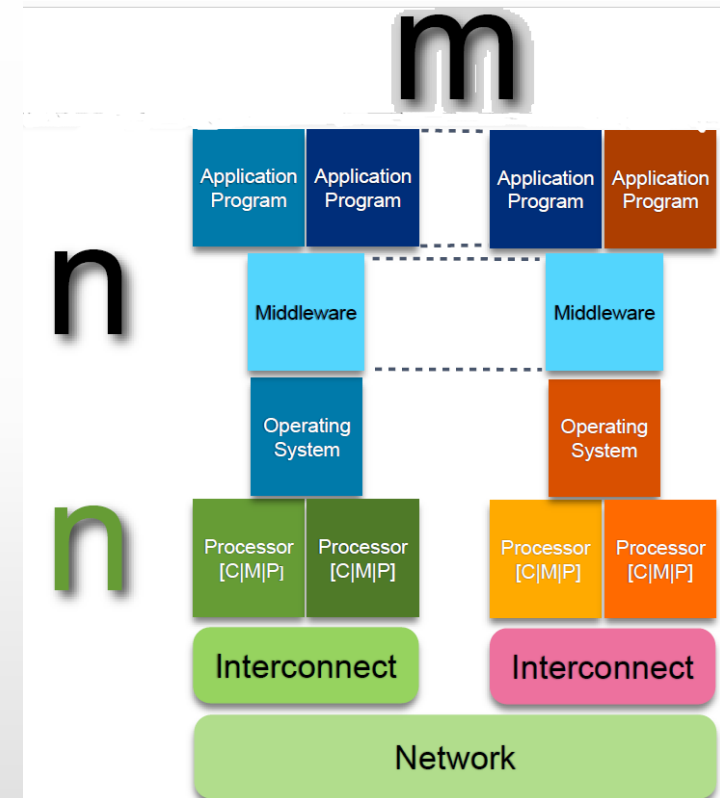 m
n
Application
Program
Application
Program
Application
Program
Application
Program
Middleware
Middleware
Operating
System
Operating
System
n
Processor
[C|M|P]
Processor
[C|M|P]
Processor
[C|M|P]
Processor
[C|M|P]
Interconnect
Interconnect
Network